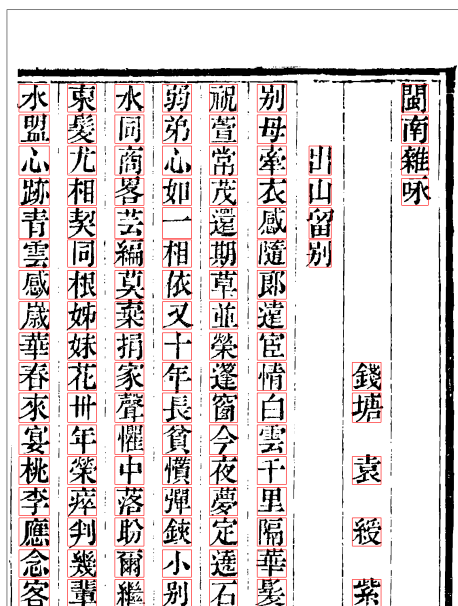 閩南雜咏
錢塘袁綬紫
出山留别
别母牽衣感隨郎遠宦情白雲千里隔華髮
祝萱常茂還期草並榮蓬窗今夜夢定遶石
弱弟心如一相依又十年長貧慣彈鋏小别
水同商畧芸編莫棄捐家聲懼中落盼爾繼
束髮尤相契同根姊妹花卅年榮瘁判幾輩
水盟心跡青雲感歲華春來宴桃李應念客